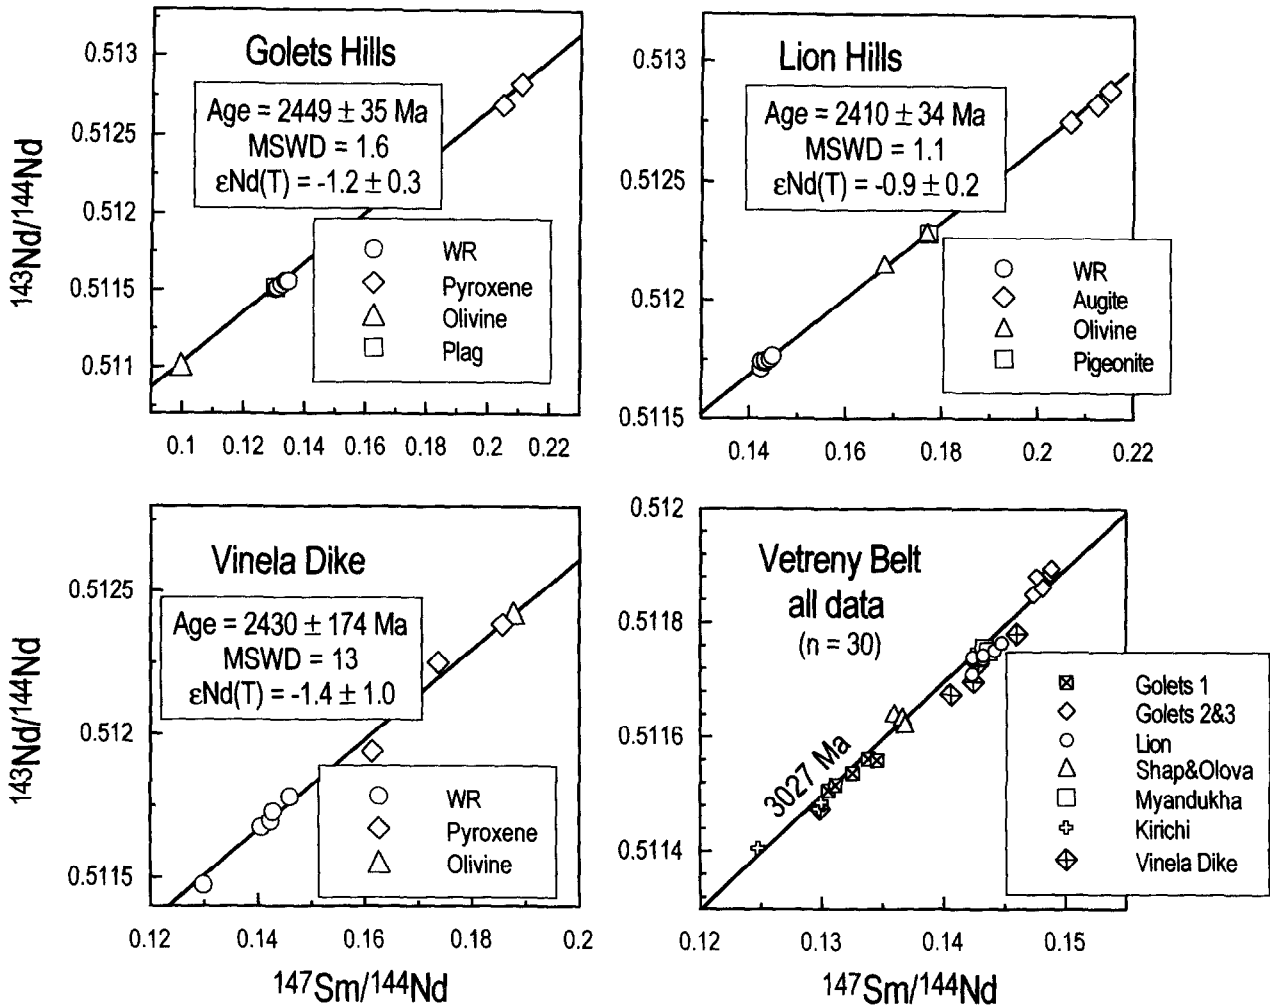 Golets Hills
Age = 2449 ± 35 Ma
MSWD = 1.6
εNd(T) = -1.2 ± 0.3
WR
Pyroxene
Olivine
Plag
143Nd/144Nd
0.513
0.5125
0.512
0.5115
0.511
0.1
0.12
0.14
0.16
0.18
0.2
0.22
Lion Hills
Age = 2410 ± 34 Ma
MSWD = 1.1
εNd(T) = -0.9 ± 0.2
WR
Augite
Olivine
Pigeonite
0.513
0.5125
0.512
0.5115
0.14
0.16
0.18
0.2
0.22
Vinela Dike
Age = 2430 ± 174 Ma
MSWD = 13
εNd(T) = -1.4 ± 1.0
WR
Pyroxene
Olivine
143Nd/144Nd
0.5125
0.512
0.5115
0.12
0.14
0.16
0.18
0.2
147Sm/144Nd
Vetreny Belt
all data
(n = 30)
3027 Ma
Golets 1
Golets 2&3
Lion
Shap&Olova
Myandukha
Kirichi
Vinela Dike
0.512
0.5118
0.5116
0.5114
0.12
0.13
0.14
0.15
147Sm/144Nd